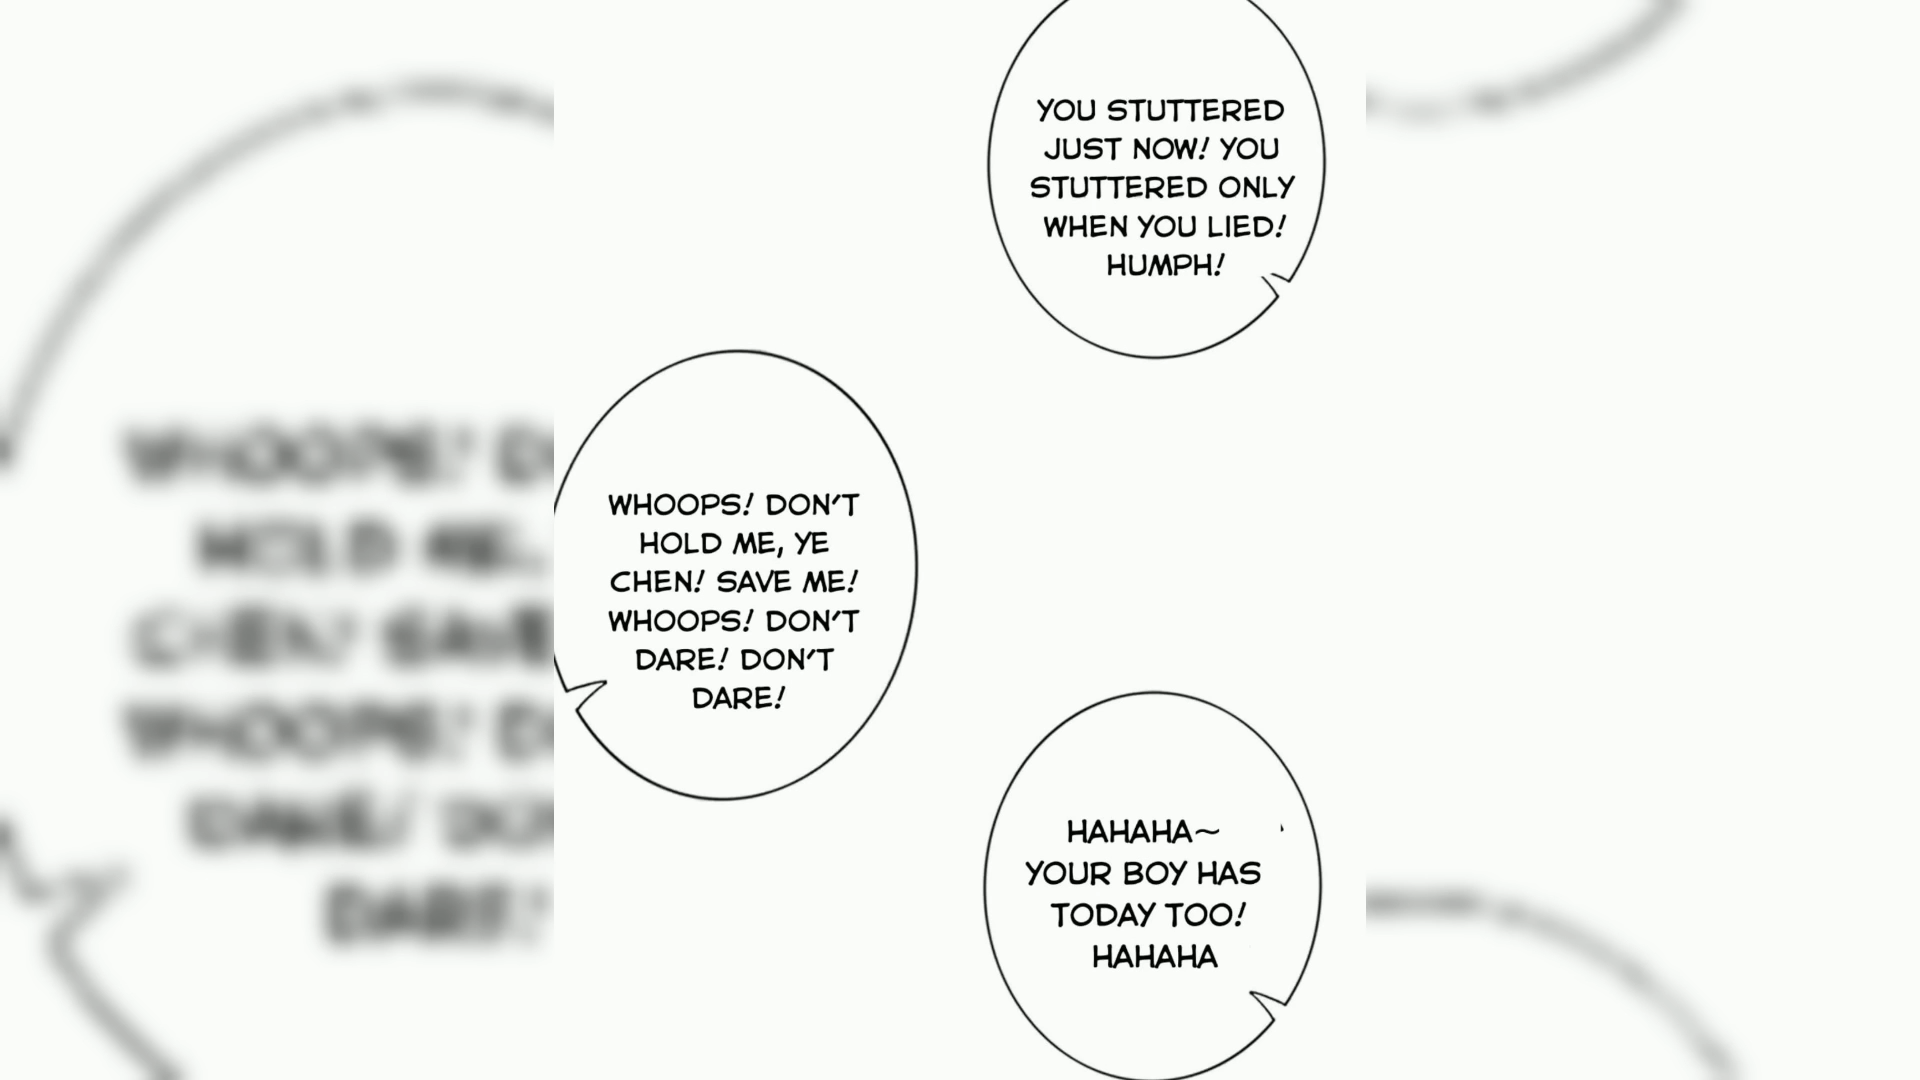 YOU STUTTERED
JUST NOW! YOU
STUTTERED ONLY
WHEN YOU LIED!
HUMPH!
WHOOPS! DON'T
HOLD ME, YE
CHEN! SAVE ME!
WHOOPS! DON'T
DARE! DON'T
DARE!
HAHAHA~
YOUR BOY HAS
TODAY TOO!
HAHAHA